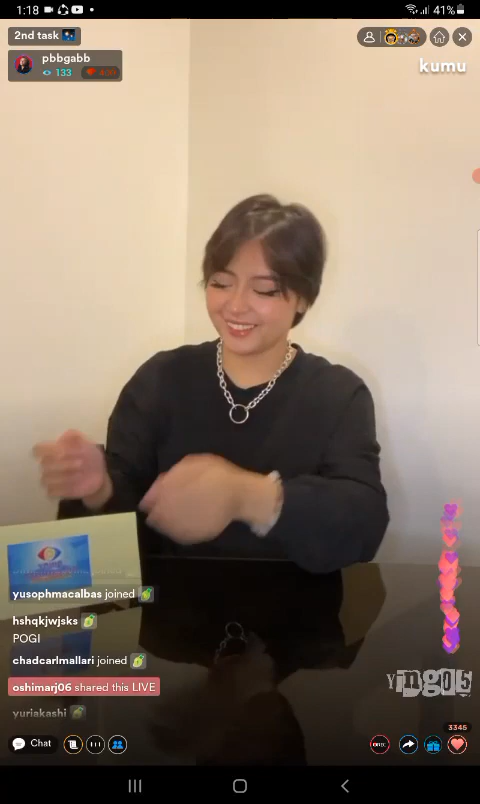 1:18
41%
2nd task
pbbgabb
133
kumu
yusophmacalbas joined
hshqkjwjsks
POGI
chadcarlmallari joined
oshimarj06 shared this LIVE
yuriakashi
Yingo5
3345
Chat